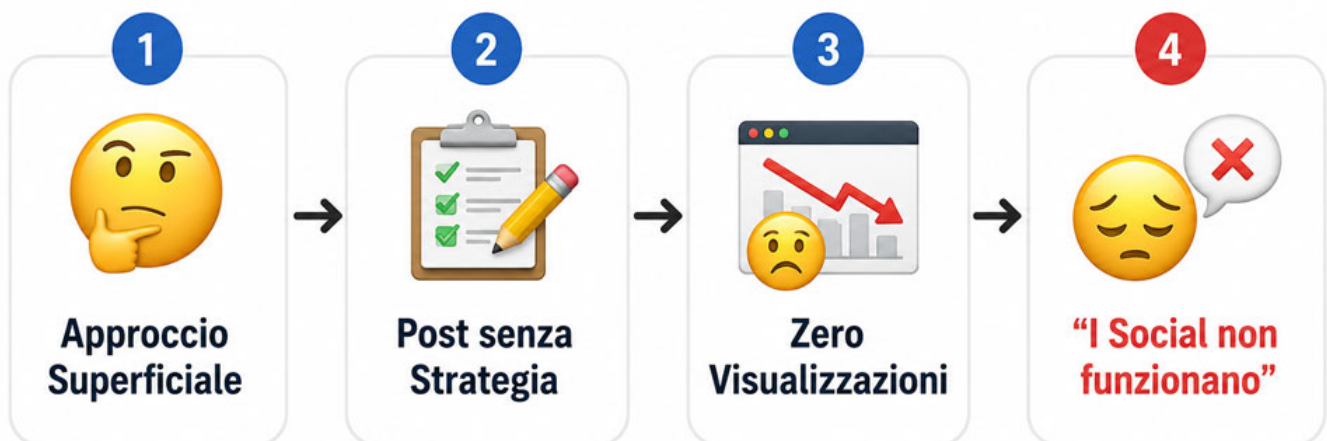 1
2
3
4
Approccio
Superficiale
Post senza
Strategia
Zero
Visualizzazioni
“I Social non
funzionano”